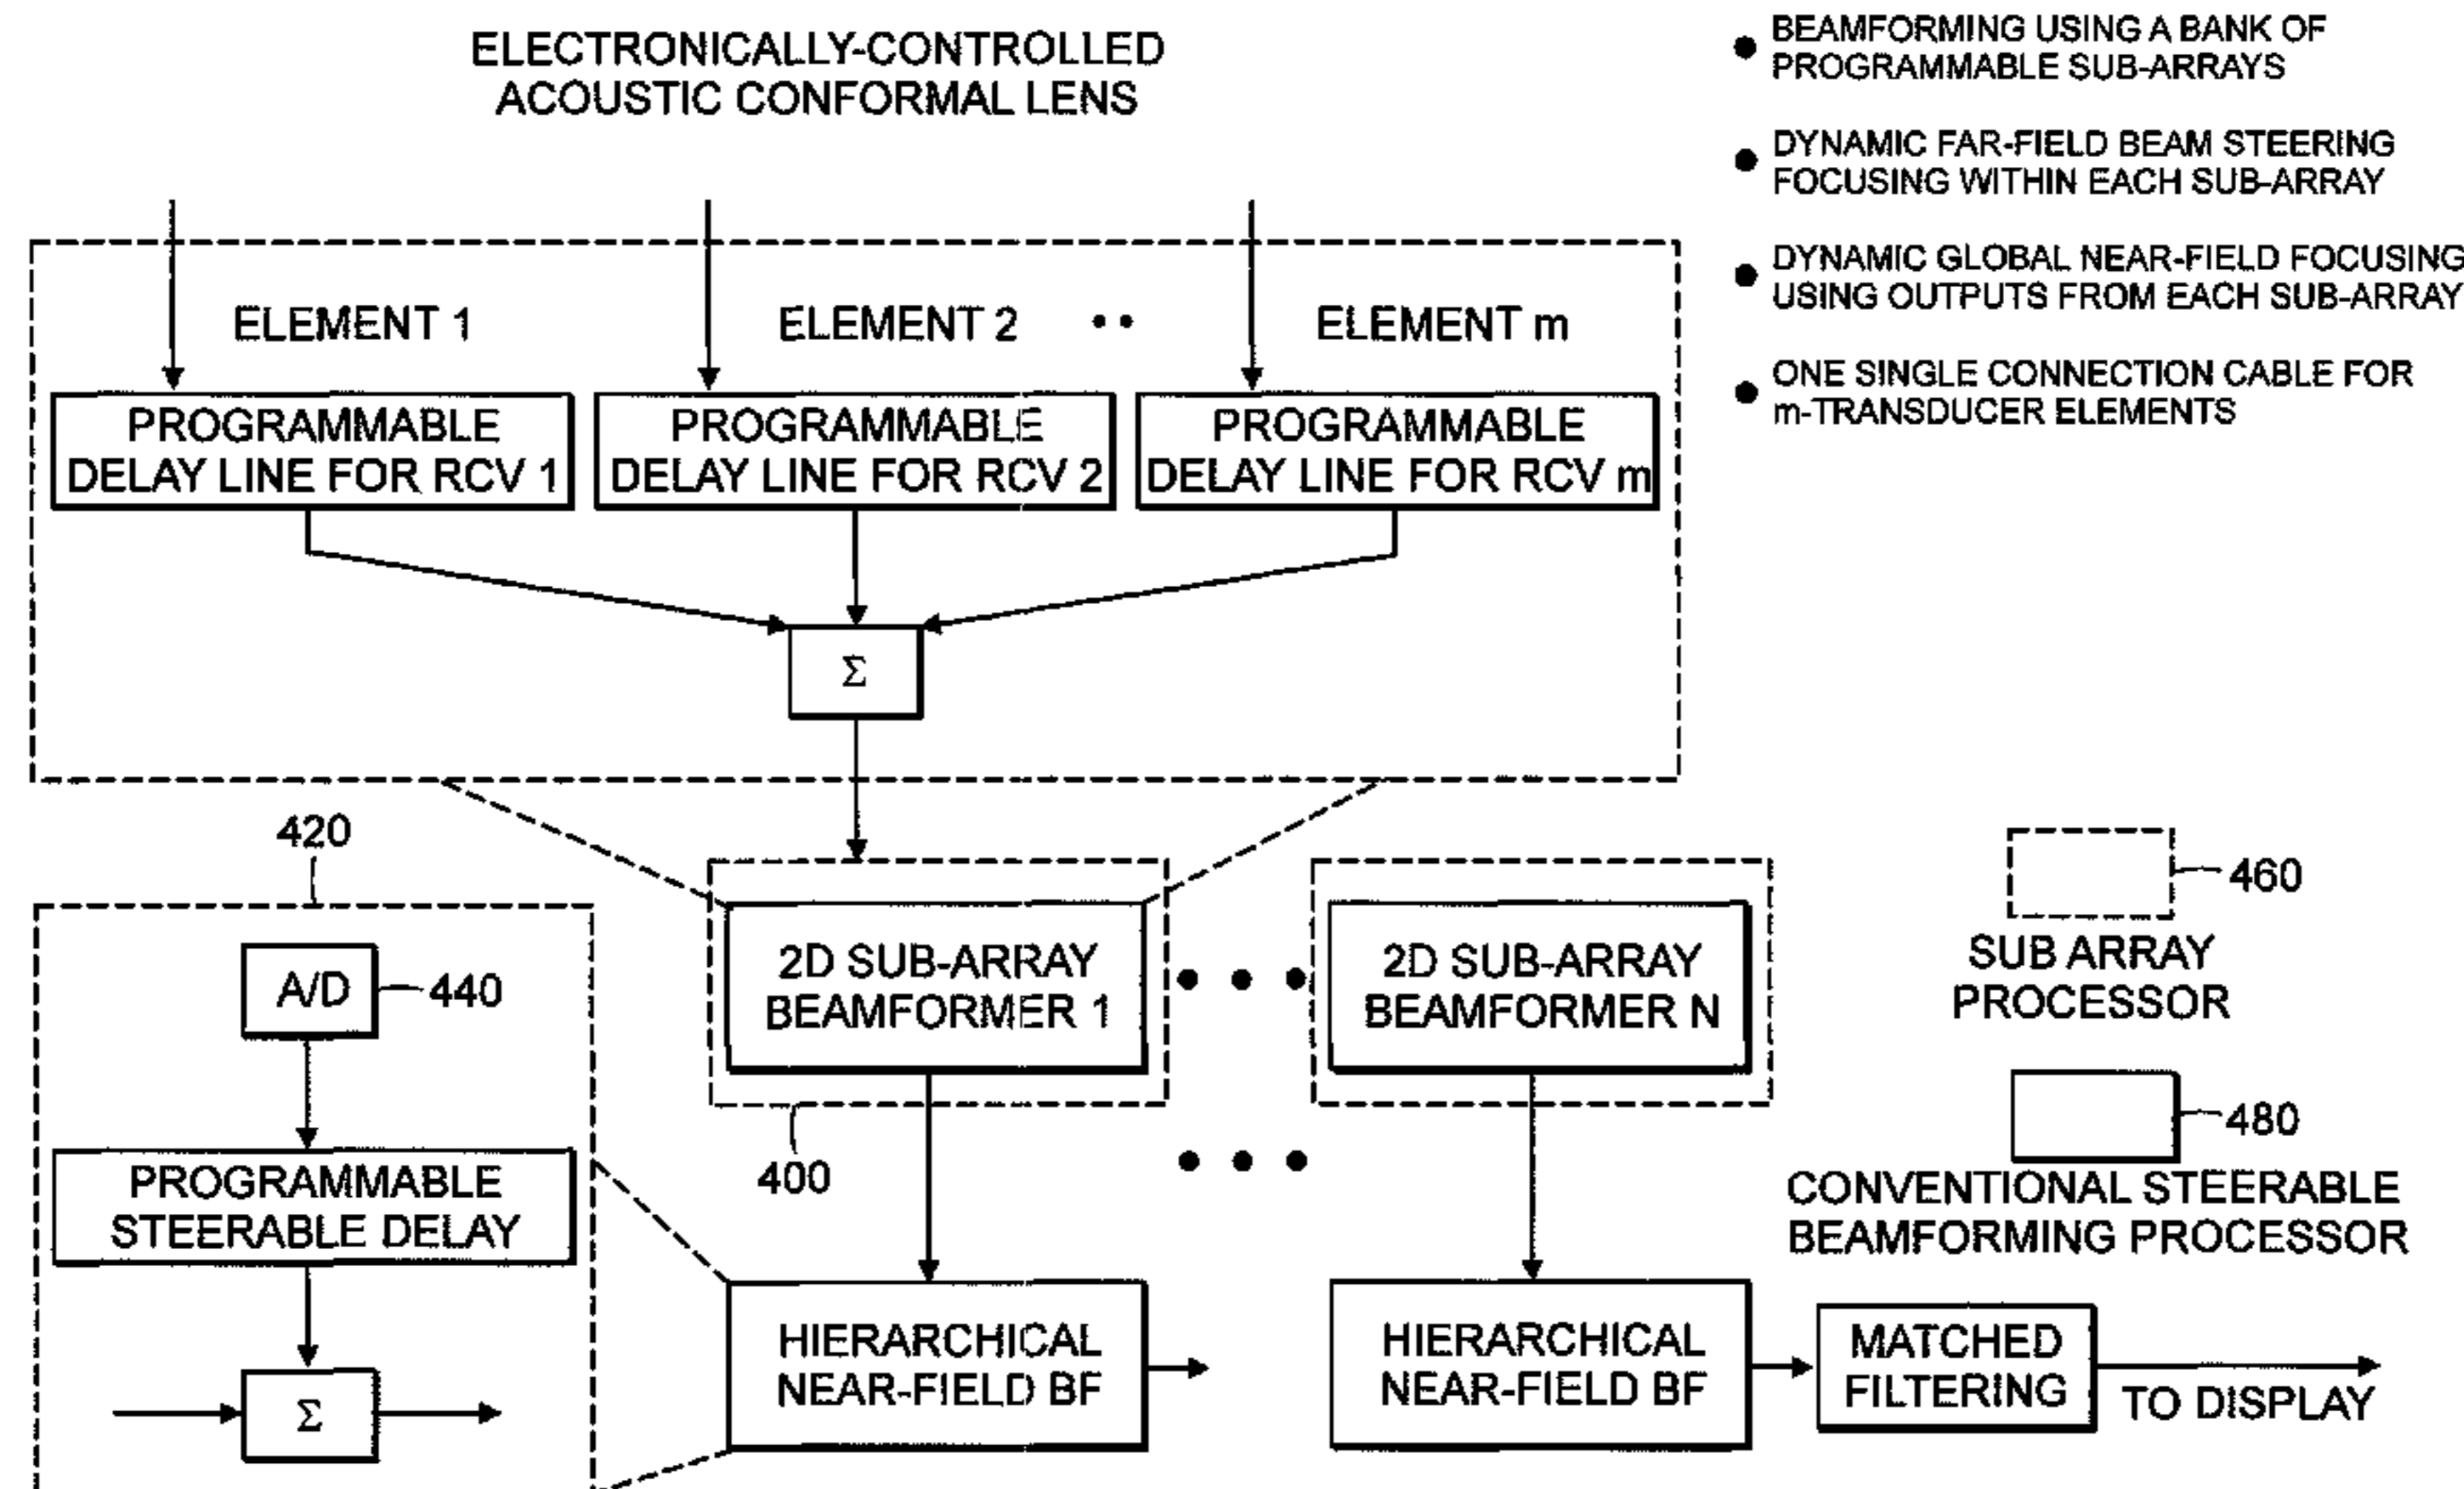 ELECTRONICALLY-CONTROLLED
ACOUSTIC CONFORMAL LENS
● BEAMFORMING USING A BANK OF
PROGRAMMABLE SUB-ARRAYS
● DYNAMIC FAR-FIELD BEAM STEERING
FOCUSING WITHIN EACH SUB-ARRAY
● DYNAMIC GLOBAL NEAR-FIELD FOCUSING
USING OUTPUTS FROM EACH SUB-ARRAY
● ONE SINGLE CONNECTION CABLE FOR
m-TRANSDUCER ELEMENTS
ELEMENT 1
ELEMENT 2 ••
ELEMENT m
PROGRAMMABLE
DELAY LINE FOR RCV 1
PROGRAMMABLE
DELAY LINE FOR RCV 2
PROGRAMMABLE
DELAY LINE FOR RCV m
Σ
420
A/D
440
PROGRAMMABLE
STEERABLE DELAY
Σ
2D SUB-ARRAY
BEAMFORMER 1
● ● ●
2D SUB-ARRAY
BEAMFORMER N
400
● ● ●
460
SUB ARRAY
PROCESSOR
480
CONVENTIONAL STEERABLE
BEAMFORMING PROCESSOR
HIERARCHICAL
NEAR-FIELD BF
HIERARCHICAL
NEAR-FIELD BF
MATCHED
FILTERING
TO DISPLAY